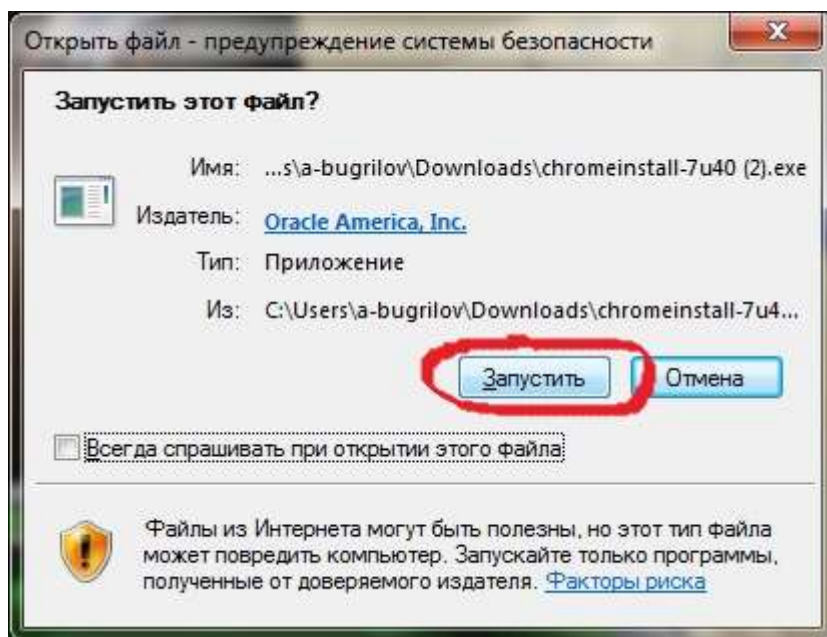 Открыть файл - предупреждение системы безопасности
Запустить этот файл?
Имя: ...s\a-bugrilov\Downloads\chromeinstall-7u40 (2).exe
Издатель: Oracle America, Inc.
Тип: Приложение
Из: C:\Users\a-bugrilov\Downloads\chromeinstall-7u4...
Запустить Отмена
Всегда спрашивать при открытии этого файла
Файлы из Интернета могут быть полезны, но этот тип файла
может повредить компьютер. Запускайте только программы,
полученные от доверяемого издателя. Факторы риска